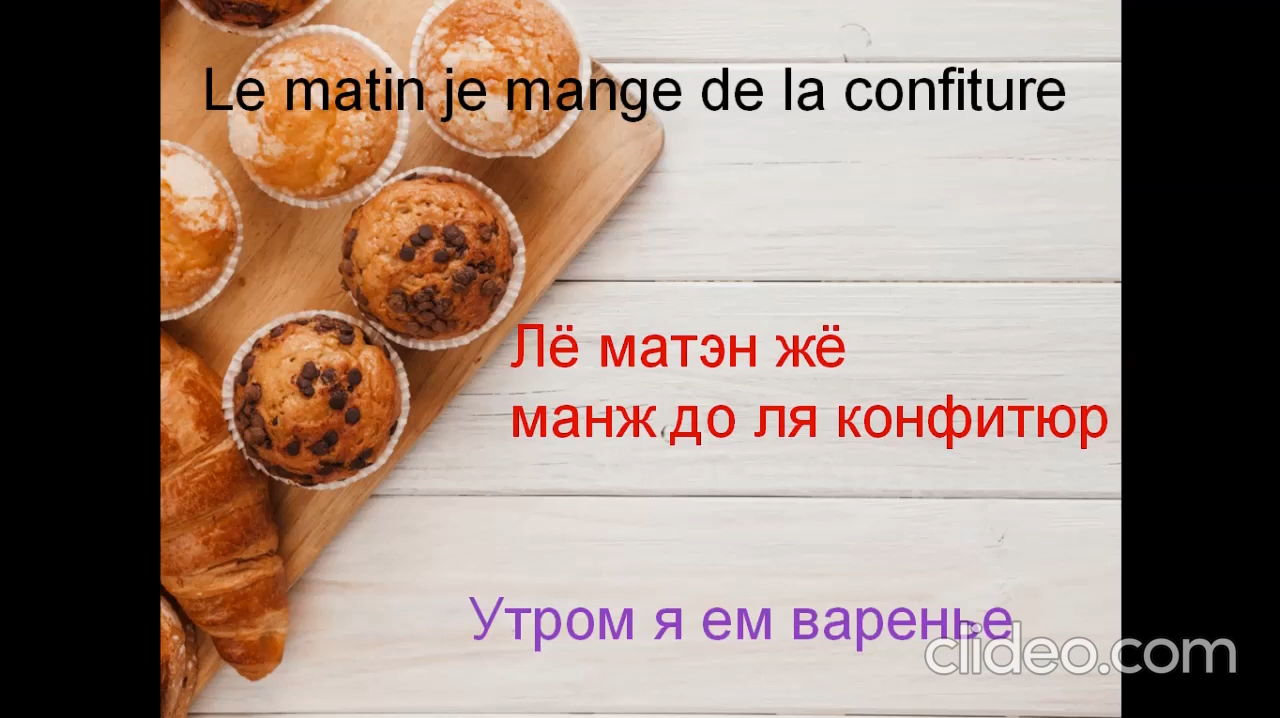 Le matin je mange de la confiture
Лё матэн жё
манж до ля конфитюр
Утром я ем варенье
clideo.com